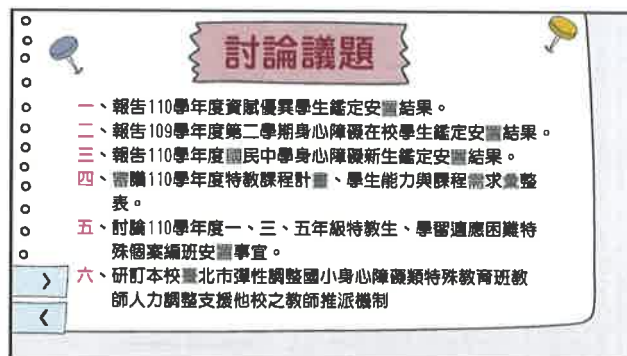 討論議題
一、報告110學年度資賦優異學生鑑定安置結果。
二、報告109學年度第二學期身心障礙在校學生鑑定安置結果。
三、報告110學年度國民中學身心障礙新生鑑定安置結果。
四、審議110學年度特教課程計畫、學生能力與課程需求彙整
表。
五、討論110學年度一、三、五年級特教生、學習適應困難特
殊個案編班安置事宜。
六、研訂本校臺北市彈性調整國小身心障礙類特殊教育班教
師人力調整支援他校之教師推派機制